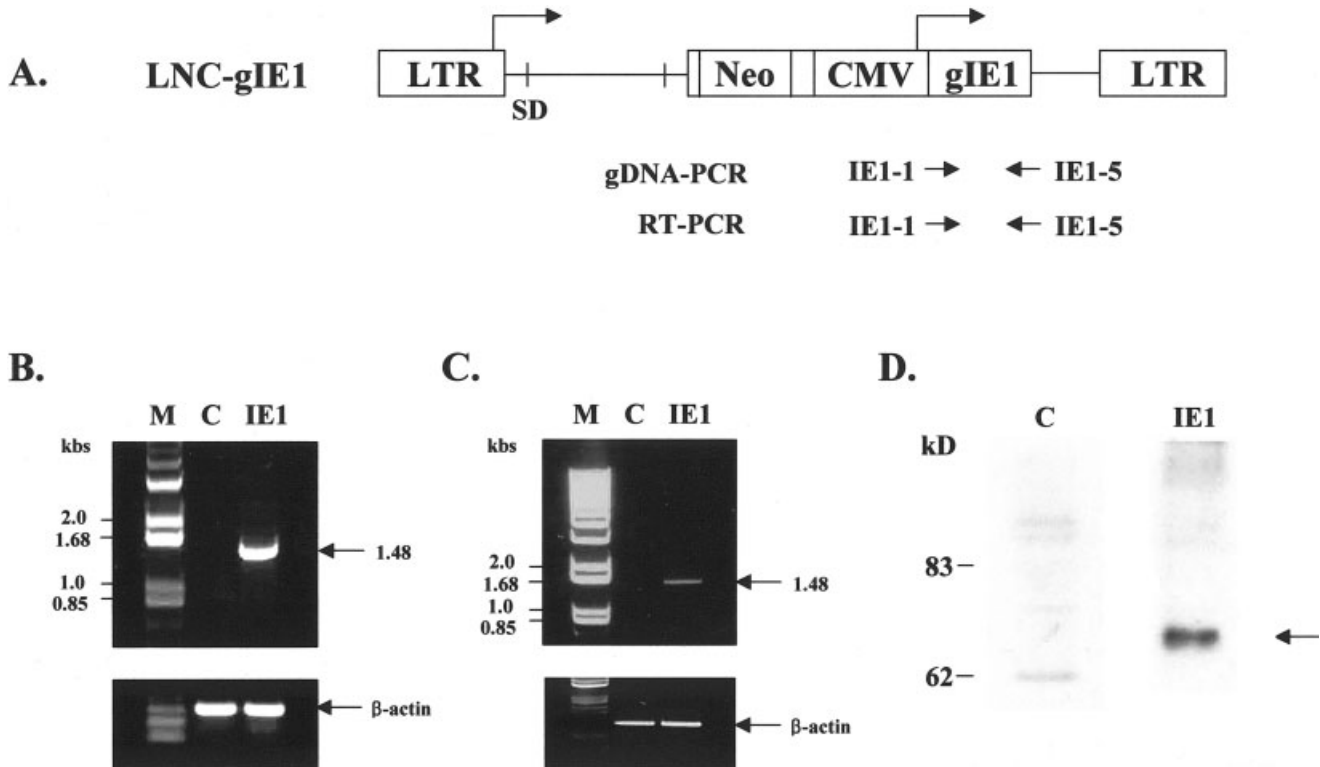 A. LNC-gIE1 LTR Neo CMV gIE1 LTR
SD
gDNA-PCR IE1-1 IE1-5
RT-PCR IE1-1 IE1-5
B.
M C IE1
kbs
2.0
1.68
1.48
1.0
0.85
β-actin
C.
M C IE1
kbs
2.0
1.68
1.48
1.0
0.85
β-actin
D.
C IE1
kD
83
62